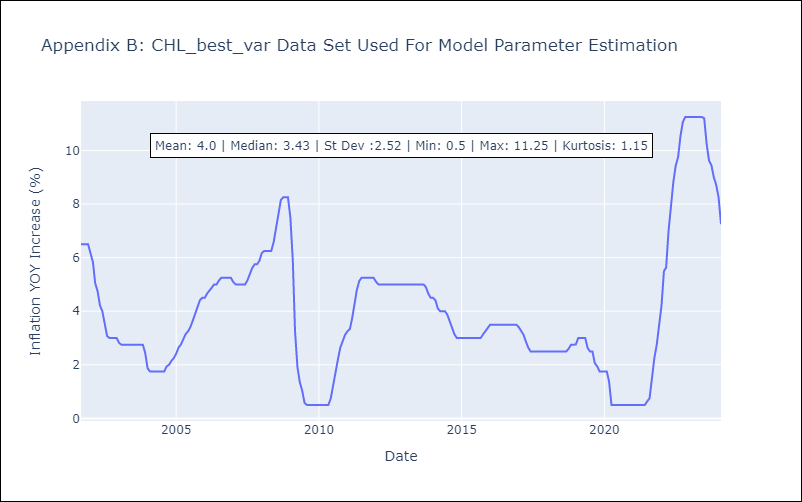 Appendix B: CHL_best_var Data Set Used For Model Parameter Estimation
Mean: 4.0 | Median: 3.43 | St Dev :2.52 | Min: 0.5 | Max: 11.25 | Kurtosis: 1.15
Inflation YOY Increase (%)
10
8
6
4
2
0
2005
2010
2015
2020
Date